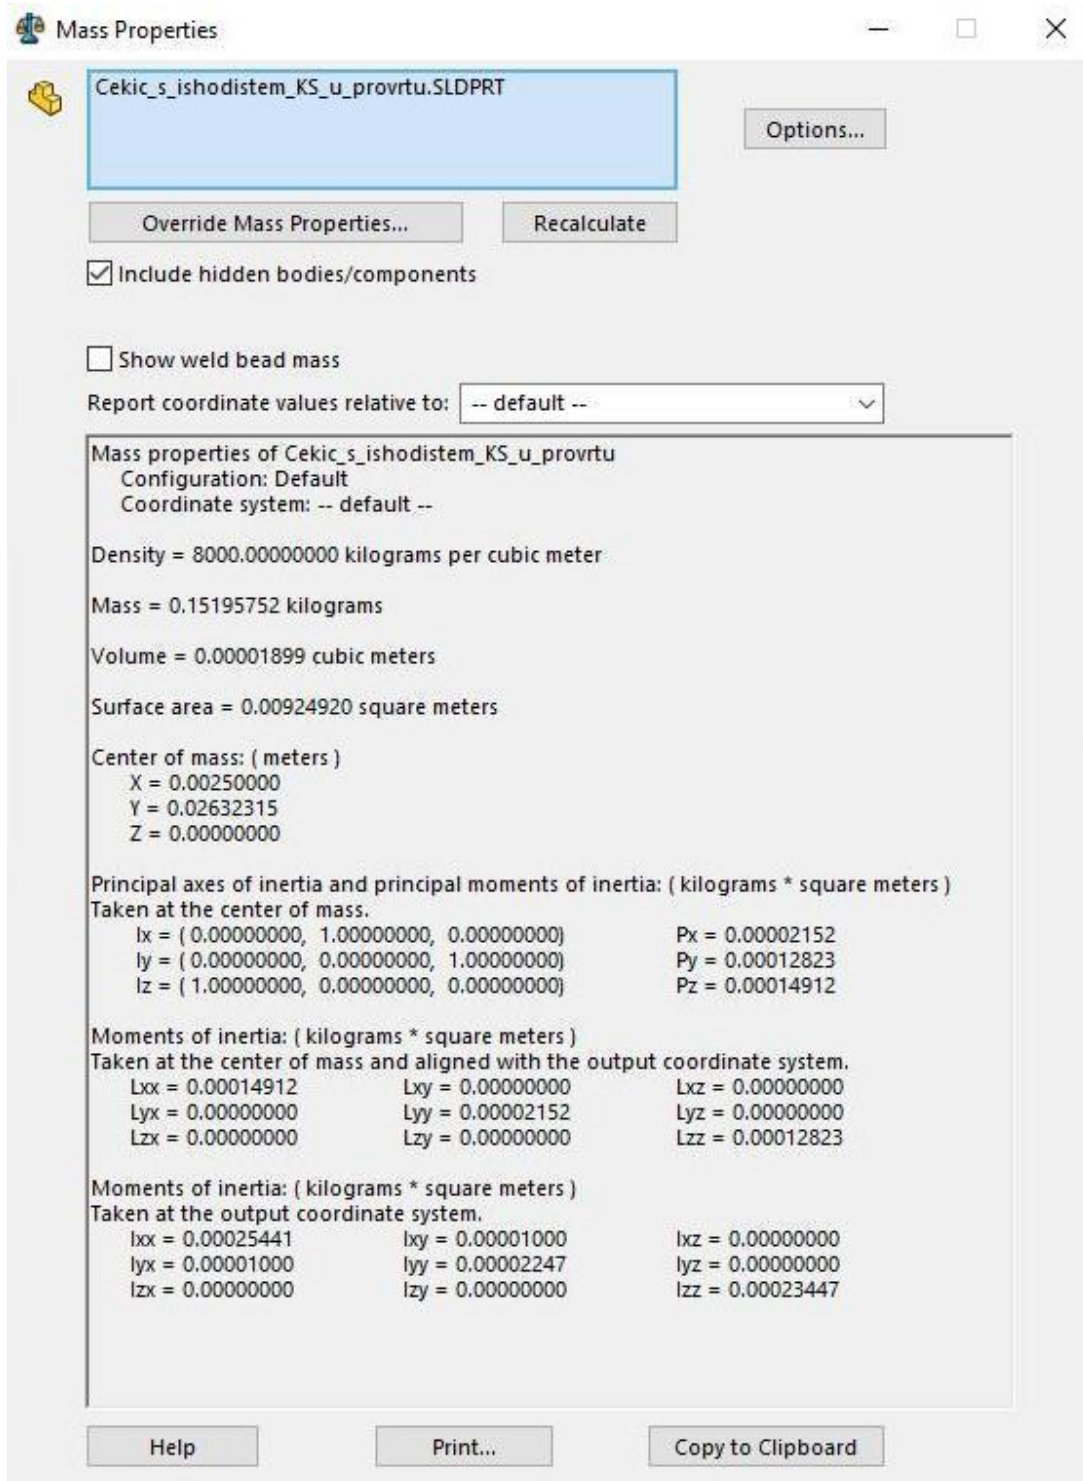 Mass Properties
Cekic_s_ishodistem_KS_u_provrtu.SLDPRT
Options...
Override Mass Properties... Recalculate
Include hidden bodies/components
Show weld bead mass
Report coordinate values relative to: -- default --
Mass properties of Cekic_s_ishodistem_KS_u_provrtu
Configuration: Default
Coordinate system: -- default --
Density = 8000.00000000 kilograms per cubic meter
Mass = 0.15195752 kilograms
Volume = 0.00001899 cubic meters
Surface area = 0.00924920 square meters
Center of mass: ( meters )
X = 0.00250000
Y = 0.02632315
Z = 0.00000000
Principal axes of inertia and principal moments of inertia: ( kilograms * square meters )
Taken at the center of mass.
Ix = ( 0.00000000, 1.00000000, 0.00000000) Px = 0.00002152
Iy = ( 0.00000000, 0.00000000, 1.00000000) Py = 0.00012823
Iz = ( 1.00000000, 0.00000000, 0.00000000) Pz = 0.00014912
Moments of inertia: ( kilograms * square meters )
Taken at the center of mass and aligned with the output coordinate system.
Lxx = 0.00014912 Lxy = 0.00000000 Lxz = 0.00000000
Lyx = 0.00000000 Lyy = 0.00002152 Lyz = 0.00000000
Lzx = 0.00000000 Lzy = 0.00000000 Lzz = 0.00012823
Moments of inertia: ( kilograms * square meters )
Taken at the output coordinate system.
Ixx = 0.00025441 Ixy = 0.00001000 Ixz = 0.00000000
Iyx = 0.00001000 Iyy = 0.00002247 Iyz = 0.00000000
Izx = 0.00000000 Izy = 0.00000000 Izz = 0.00023447
Help Print... Copy to Clipboard